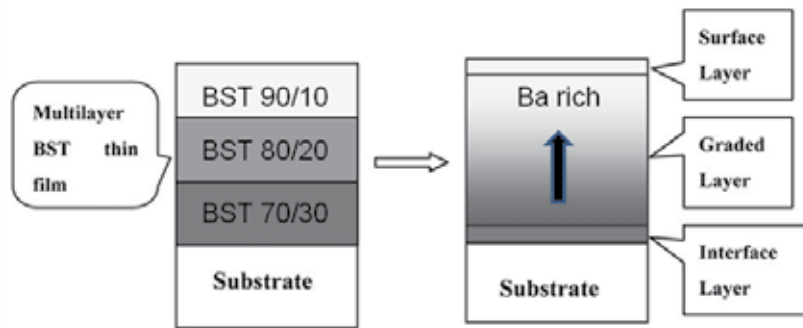 Multilayer
BST thin
film
BST 90/10
BST 80/20
BST 70/30
Substrate
Ba rich
Substrate
Surface
Layer
Graded
Layer
Interface
Layer